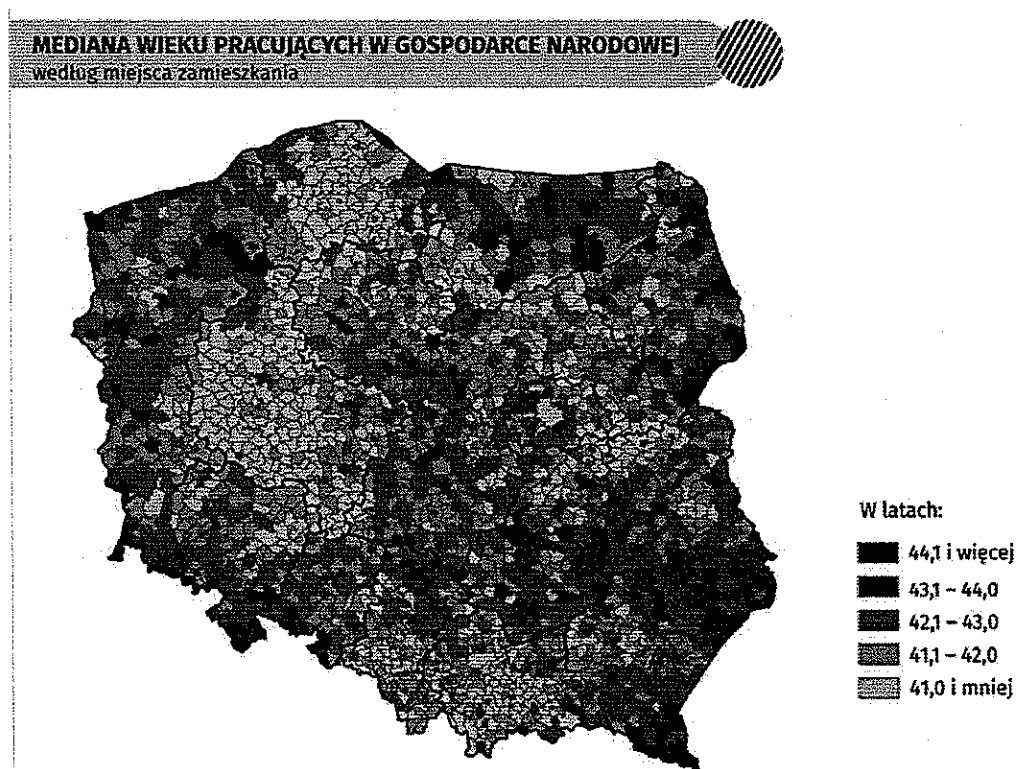 MEDIANA WIEKU PRACUJĄCYCH W GOSPODARCE NARODOWEJ
według miejsca zamieszkania
W latach:
44,1 i więcej
43,1 – 44,0
42,1 – 43,0
41,1 – 42,0
41,0 i mniej